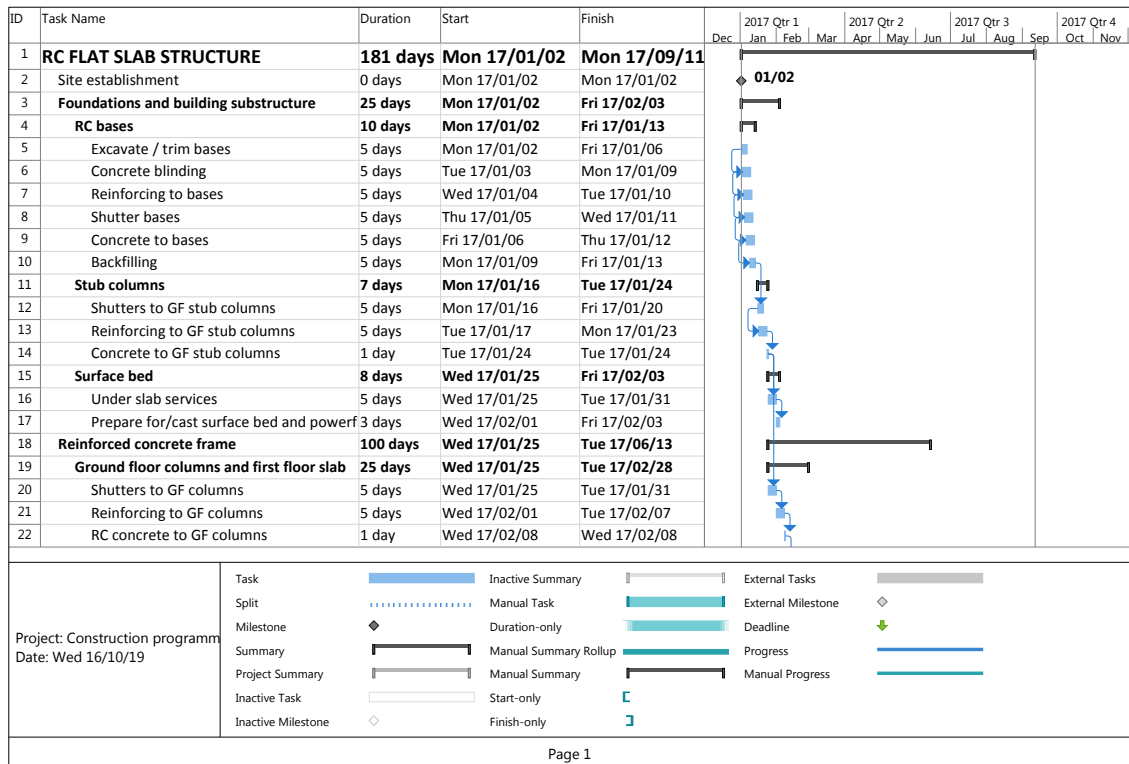 ID Task Name Duration Start Finish 2017 Qtr 1 2017 Qtr 2 2017 Qtr 3 2017 Qtr 4
Dec Jan Feb Mar Apr May Jun Jul Aug Sep Oct Nov
1 RC FLAT SLAB STRUCTURE 181 days Mon 17/01/02 Mon 17/09/11
2 Site establishment 0 days Mon 17/01/02 Mon 17/01/02 01/02
3 Foundations and building substructure 25 days Mon 17/01/02 Fri 17/02/03
4 RC bases 10 days Mon 17/01/02 Fri 17/01/13
5 Excavate / trim bases 5 days Mon 17/01/02 Fri 17/01/06
6 Concrete blinding 5 days Tue 17/01/03 Mon 17/01/09
7 Reinforcing to bases 5 days Wed 17/01/04 Tue 17/01/10
8 Shutter bases 5 days Thu 17/01/05 Wed 17/01/11
9 Concrete to bases 5 days Fri 17/01/06 Thu 17/01/12
10 Backfilling 5 days Mon 17/01/09 Fri 17/01/13
11 Stub columns 7 days Mon 17/01/16 Tue 17/01/24
12 Shutters to GF stub columns 5 days Mon 17/01/16 Fri 17/01/20
13 Reinforcing to GF stub columns 5 days Tue 17/01/17 Mon 17/01/23
14 Concrete to GF stub columns 1 day Tue 17/01/24 Tue 17/01/24
15 Surface bed 8 days Wed 17/01/25 Fri 17/02/03
16 Under slab services 5 days Wed 17/01/25 Tue 17/01/31
17 Prepare for/cast surface bed and powerf 3 days Wed 17/02/01 Fri 17/02/03
18 Reinforced concrete frame 100 days Wed 17/01/25 Tue 17/06/13
19 Ground floor columns and first floor slab 25 days Wed 17/01/25 Tue 17/02/28
20 Shutters to GF columns 5 days Wed 17/01/25 Tue 17/01/31
21 Reinforcing to GF columns 5 days Wed 17/02/01 Tue 17/02/07
22 RC concrete to GF columns 1 day Wed 17/02/08 Wed 17/02/08
Project: Construction programm
Date: Wed 16/10/19
Task Inactive Summary External Tasks
Split Manual Task External Milestone
Milestone Duration-only Deadline
Summary Manual Summary Rollup Progress
Project Summary Manual Summary Manual Progress
Inactive Task Start-only
Inactive Milestone Finish-only
Page 1